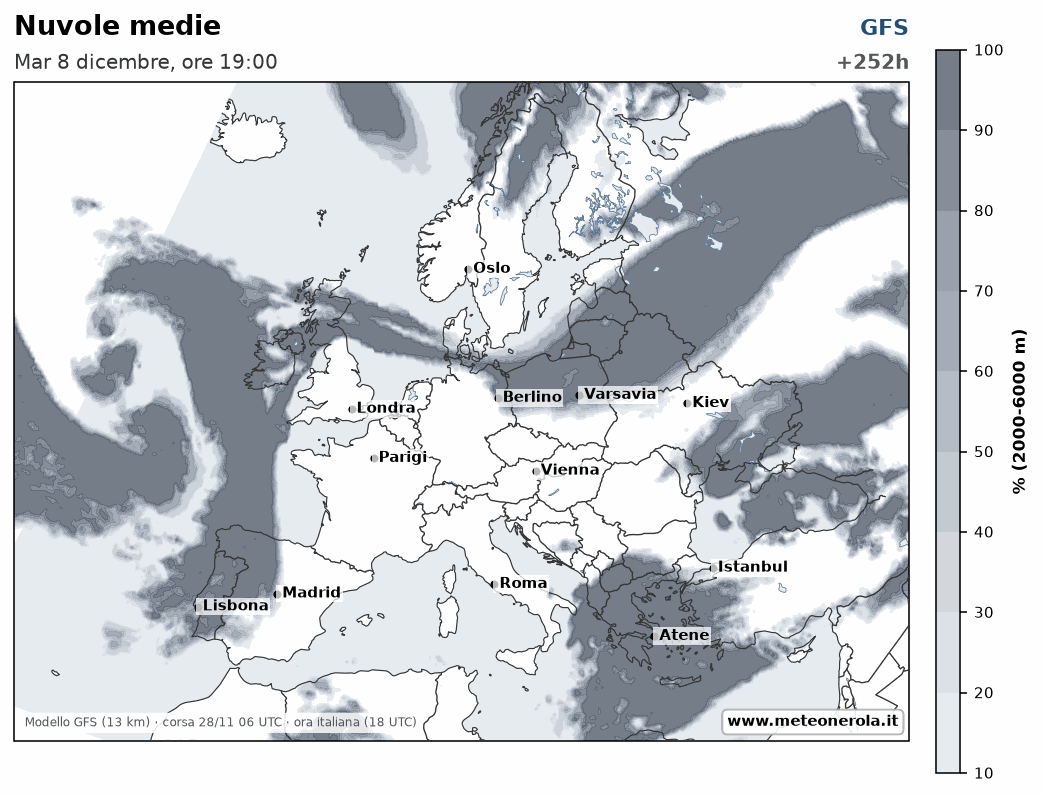 Nuvole medie
GFS
Mar 8 dicembre, ore 19:00
+252h
100
90
80
70
60
50
40
30
20
10
% (2000-6000 m)
Oslo
Berlino
Varsavia
Kiev
Londra
Parigi
Vienna
Istanbul
Roma
Madrid
Lisbona
Atene
Modello GFS (13 km) · corsa 28/11 06 UTC · ora italiana (18 UTC)
www.meteonerola.it